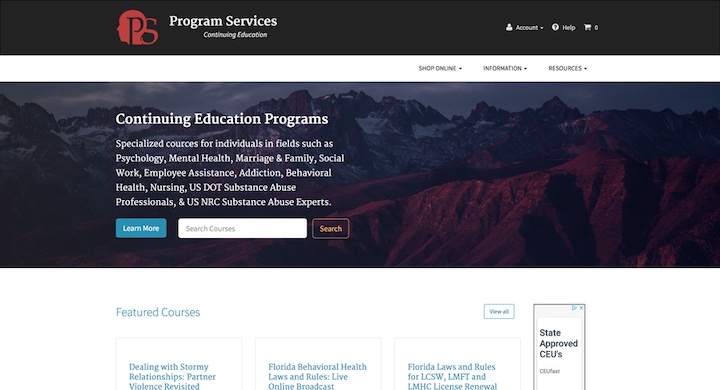 PS
Program Services
Continuing Education
Account
Help
0
SHOP ONLINE
INFORMATION
RESOURCES
Continuing Education Programs
Specialized cources for individuals in fields such as
Psychology, Mental Health, Marriage & Family, Social
Work, Employee Assistance, Addiction, Behavioral
Health, Nursing, US DOT Substance Abuse
Professionals, & US NRC Substance Abuse Experts.
Learn More
Search Courses
Search
Featured Courses
View all
Dealing with Stormy
Relationships: Partner
Violence Revisited
Florida Behavioral Health
Laws and Rules: Live
Online Broadcast
Florida Laws and Rules
for LCSW, LMFT and
LMHC License Renewal
State
Approved
CEU's
CEUfast